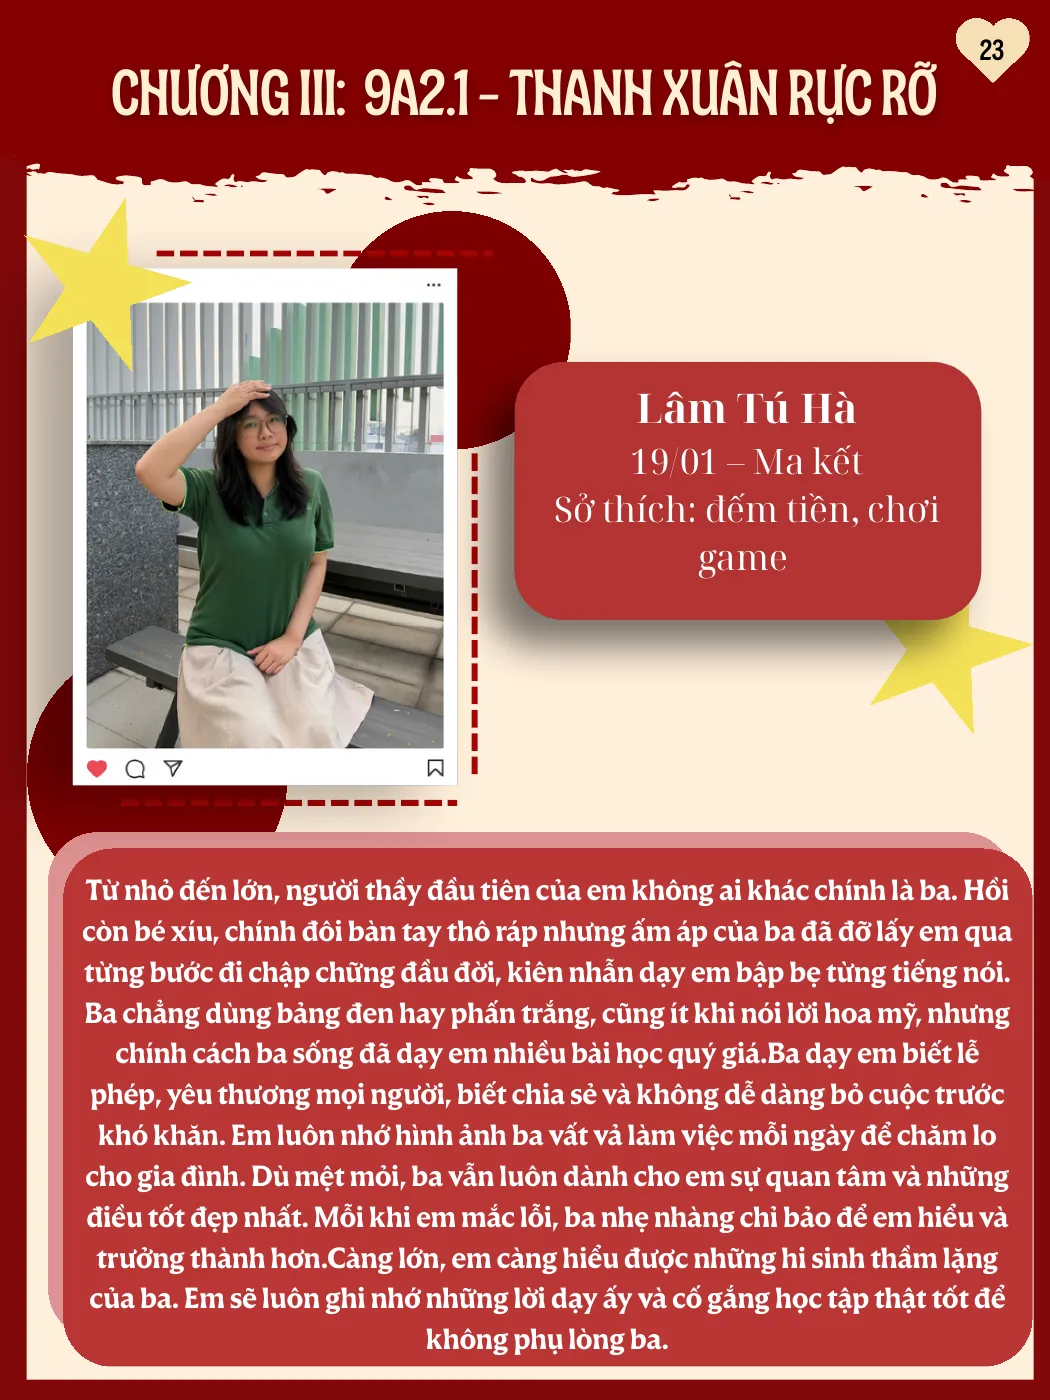 23
CHƯƠNG III: 9A2.1 - THANH XUÂN RỰC RỠ
Lâm Tú Hà
19/01 – Ma kết
Sở thích: đếm tiền, chơi
game
Từ nhỏ đến lớn, người thầy đầu tiên của em không ai khác chính là ba. Hồi
còn bé xíu, chính đôi bàn tay thô ráp nhưng ấm áp của ba đã đỡ lấy em qua
từng bước đi chập chững đầu đời, kiên nhẫn dạy em bập bẹ từng tiếng nói.
Ba chẳng dùng bảng đen hay phấn trắng, cũng ít khi nói lời hoa mỹ, nhưng
chính cách ba sống đã dạy em nhiều bài học quý giá.Ba dạy em biết lễ
phép, yêu thương mọi người, biết chia sẻ và không dễ dàng bỏ cuộc trước
khó khăn. Em luôn nhớ hình ảnh ba vất vả làm việc mỗi ngày để chăm lo
cho gia đình. Dù mệt mỏi, ba vẫn luôn dành cho em sự quan tâm và những
điều tốt đẹp nhất. Mỗi khi em mắc lỗi, ba nhẹ nhàng chỉ bảo để em hiểu và
trưởng thành hơn.Càng lớn, em càng hiểu được những hi sinh thầm lặng
của ba. Em sẽ luôn ghi nhớ những lời dạy ấy và cố gắng học tập thật tốt để
không phụ lòng ba.